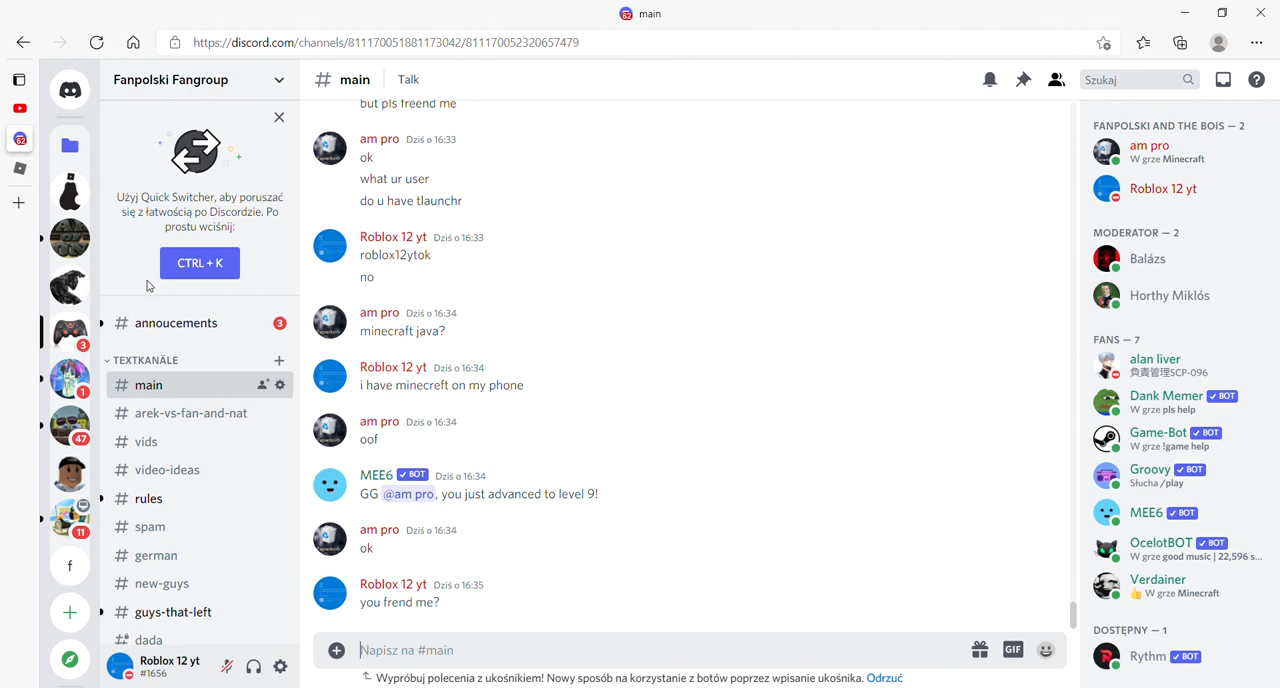 main
https://discord.com/channels/811170051881173042/811170052320657479
Fanpolski Fangroup
main
Talk
Szukaj
Użyj Quick Switcher, aby poruszać
się z łatwością po Discordzie. Po
prostu wciśnij:
CTRL + K
annoucements
3
TEXTKANÄLE
main
arek-vs-fan-and-nat
vids
video-ideas
rules
spam
german
new-guys
guys-that-left
dada
3
1
47
11
f
Roblox 12 yt
#1656
but pls freend me
am pro Dziś o 16:33
ok
what ur user
do u have tlaunchr
Roblox 12 yt Dziś o 16:33
roblox12ytok
no
am pro Dziś o 16:34
minecraft java?
Roblox 12 yt Dziś o 16:34
i have minecreft on my phone
am pro Dziś o 16:34
oof
MEE6 BOT Dziś o 16:34
GG @am pro, you just advanced to level 9!
am pro Dziś o 16:34
ok
Roblox 12 yt Dziś o 16:35
you frend me?
Napisz na #main
GIF
Wypróbuj polecenia z ukośnikiem! Nowy sposób na korzystanie z botów poprzez wpisanie ukośnika. Odrzuć
FANPOLSKI AND THE BOIS — 2
am pro
W grze Minecraft
Roblox 12 yt
MODERATOR — 2
Balázs
Horthy Miklós
FANS — 7
alan liver
負責管理SCP-096
Dank Memer BOT
W grze pls help
Game-Bot BOT
W grze !game help
Groovy BOT
Słucha /play
MEE6 BOT
OcelotBOT BOT
W grze good music | 22,596 s...
Verdainer
👍 W grze Minecraft
DOSTĘPNY — 1
Rythm BOT